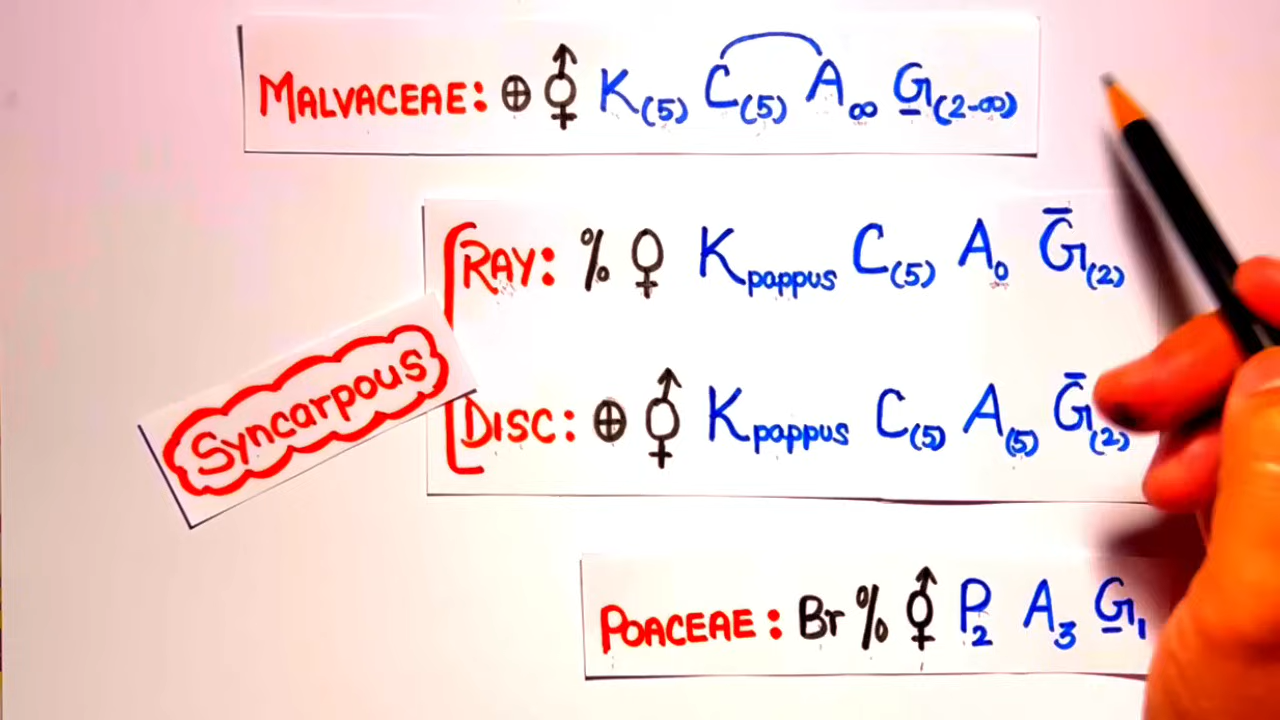 MALVACEAE: ⊕ ⚥ K(5) C(5) A∞ G̲(2-∞)
RAY: % ♀ Kpappus C(5) A0 Ḡ(2)
Syncarpous
DISC: ⊕ ⚥ Kpappus C(5) A(5) Ḡ(2)
POACEAE: Br % ⚥ P2 A3 G̲1